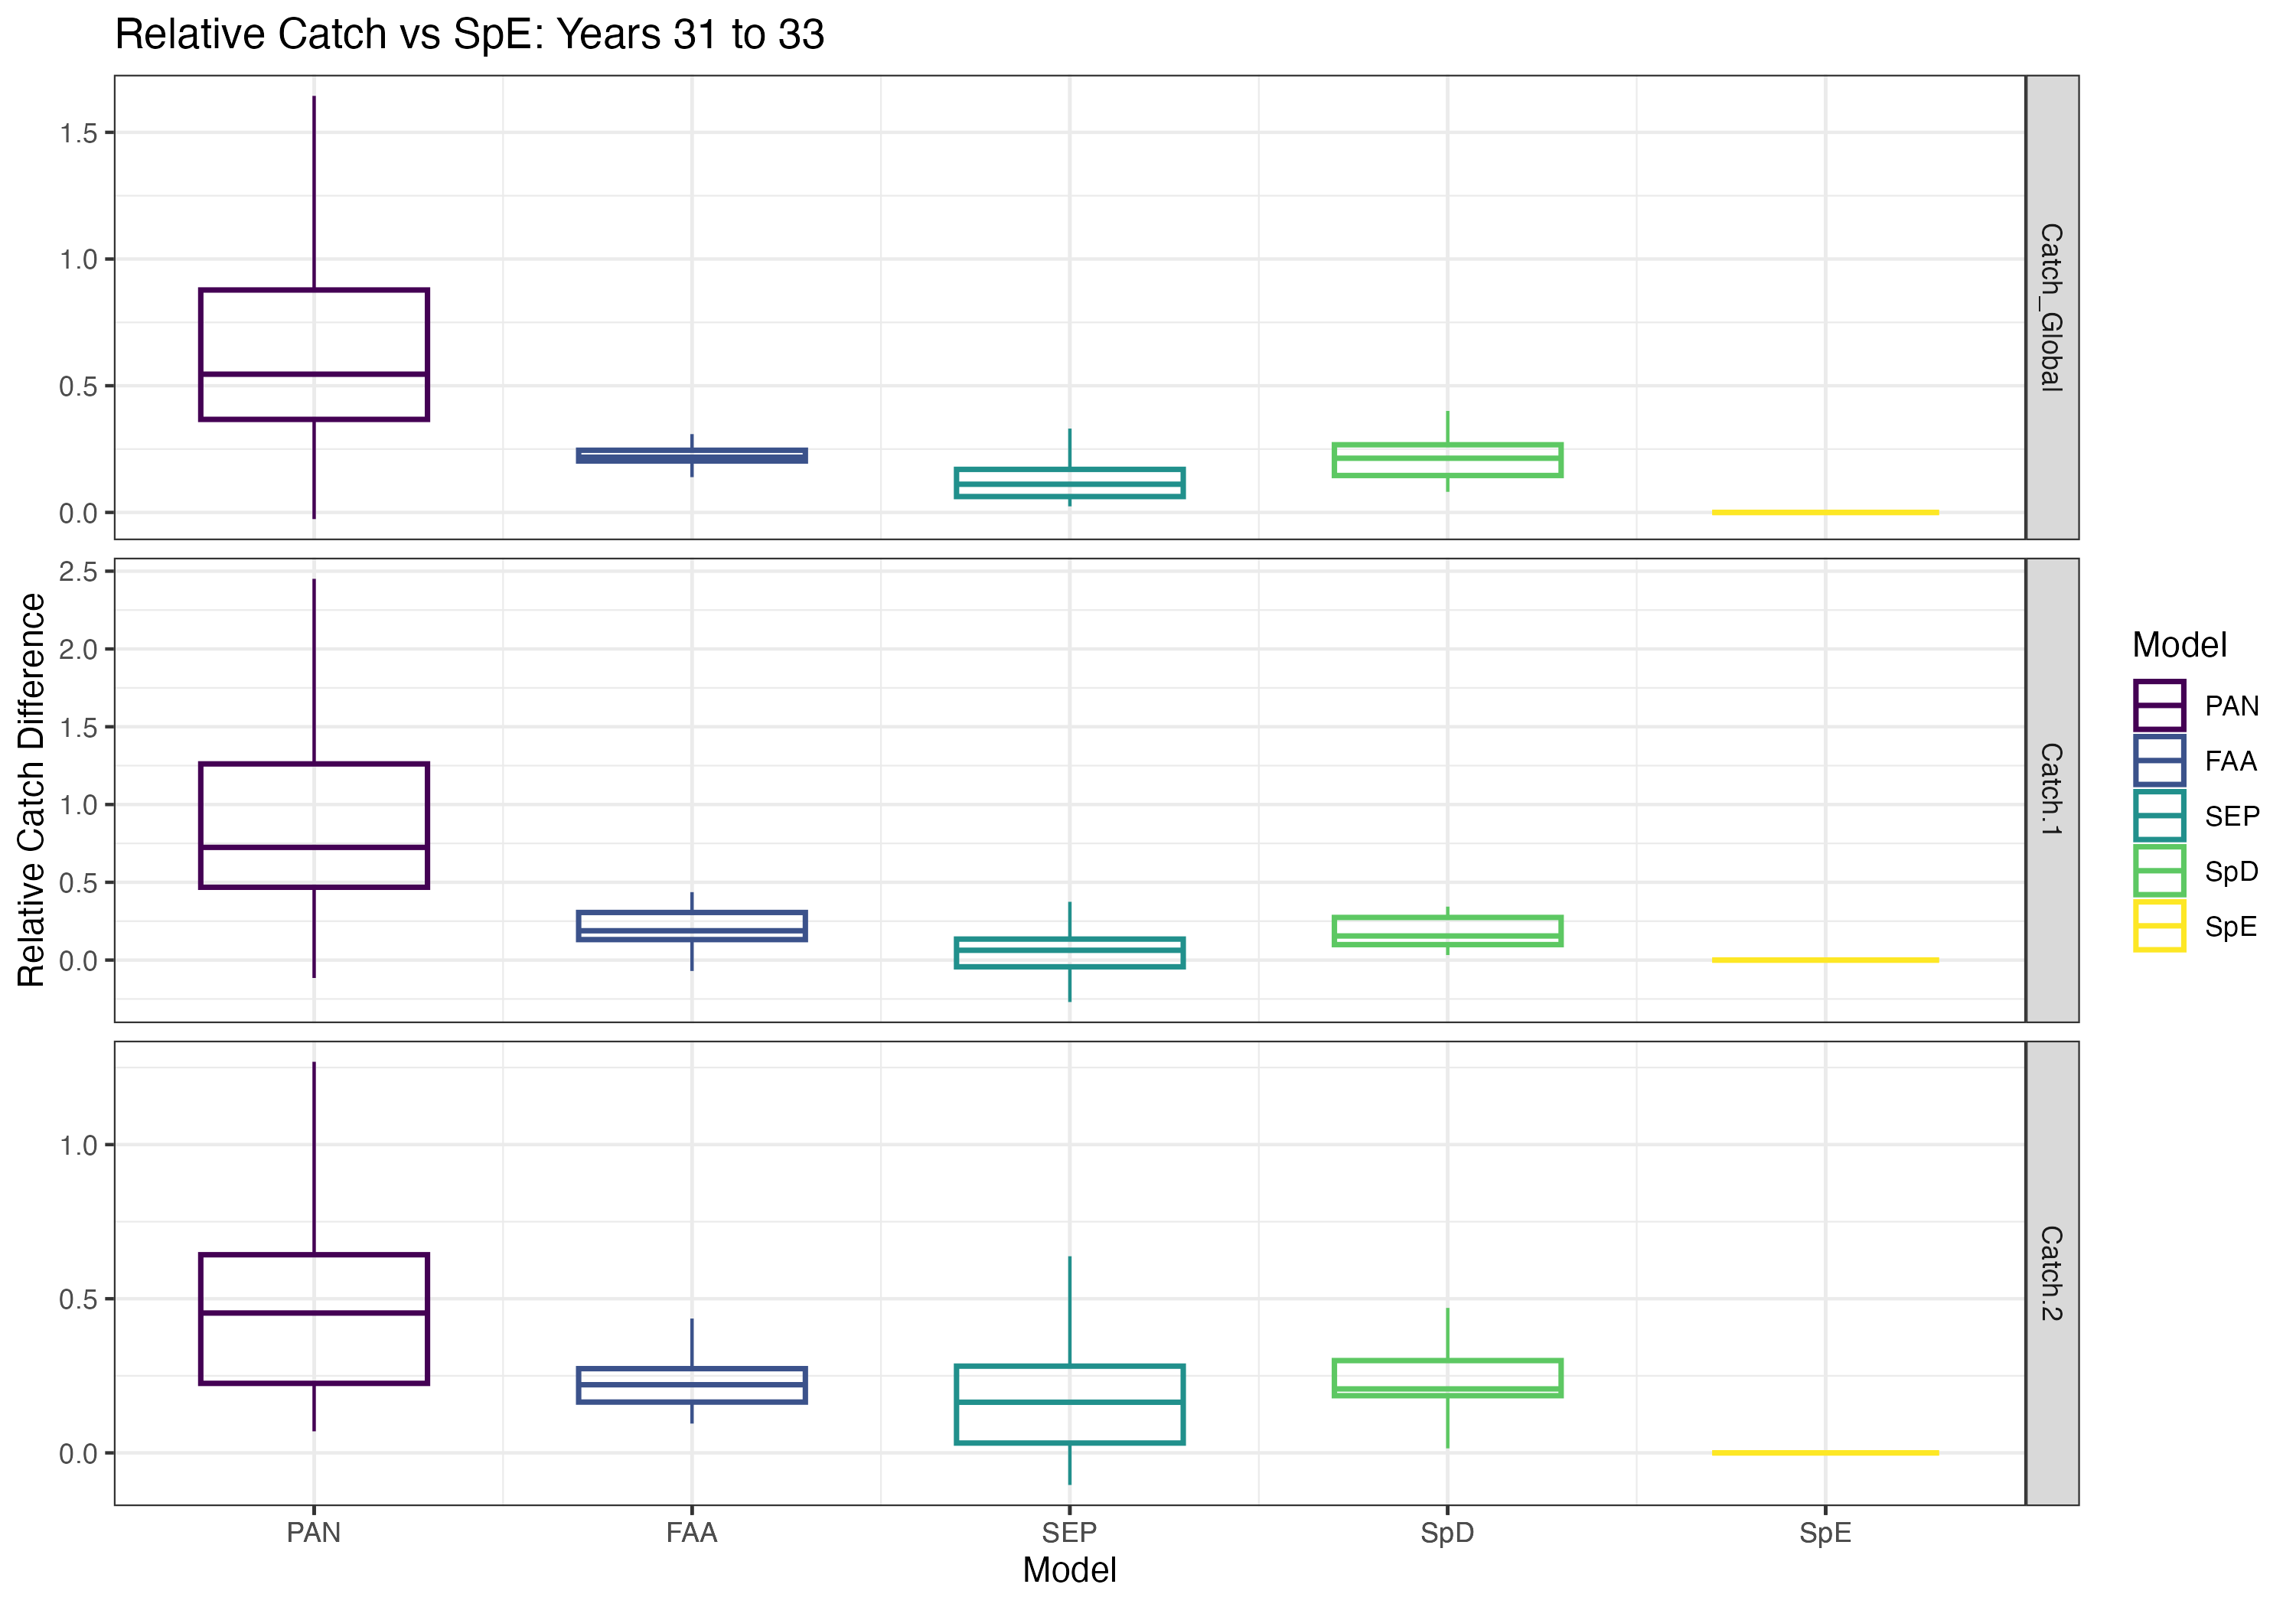 Relative Catch vs SpE: Years 31 to 33
Relative Catch Difference
1.5
1.0
0.5
0.0
Catch_Global
2.5
2.0
1.5
1.0
0.5
0.0
Catch.1
1.0
0.5
0.0
Catch.2
PAN FAA SEP SpD SpE
Model
Model
PAN
FAA
SEP
SpD
SpE